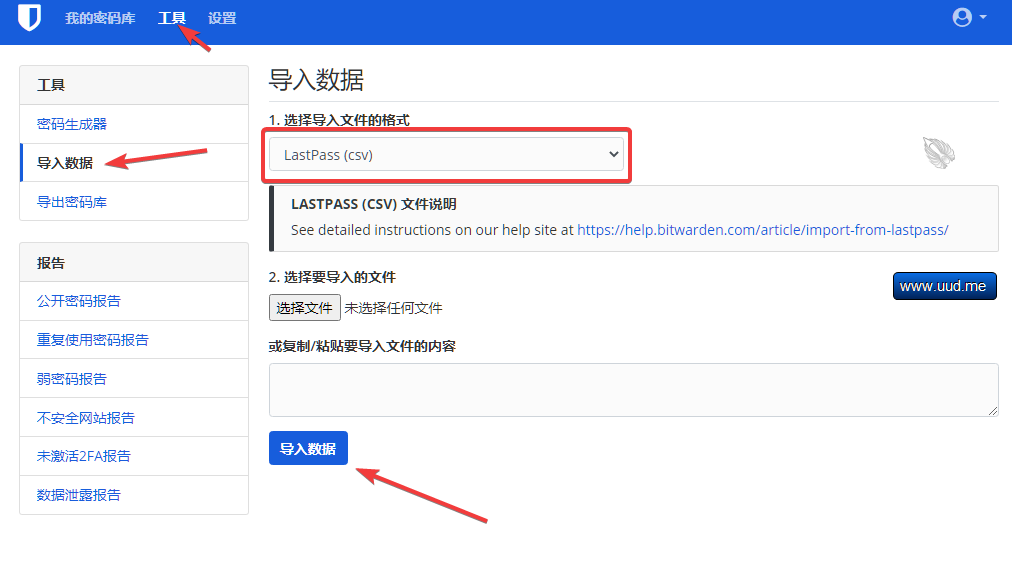 我的密码库 工具 设置
工具
密码生成器
导入数据
导出密码库
报告
公开密码报告
重复使用密码报告
弱密码报告
不安全网站报告
未激活2FA报告
数据泄露报告
导入数据
1. 选择导入文件的格式
LastPass (csv)
LASTPASS (CSV) 文件说明
See detailed instructions on our help site at https://help.bitwarden.com/article/import-from-lastpass/
2. 选择要导入的文件
选择文件 未选择任何文件
www.uud.me
或复制/粘贴要导入文件的内容
导入数据